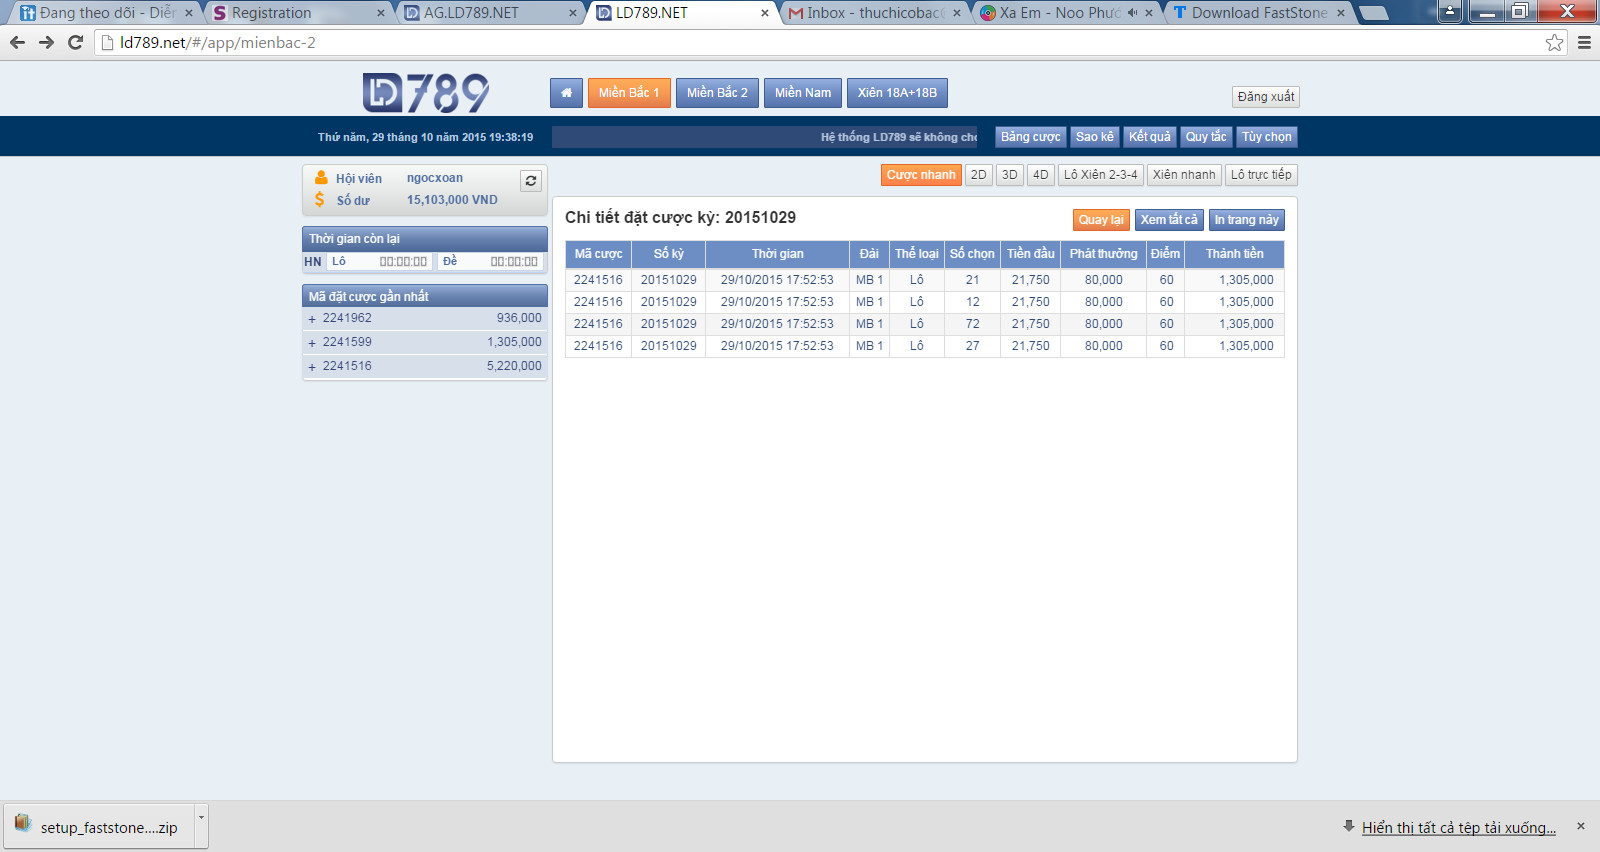 Đang theo dõi - Diễn
Registration
AG.LD789.NET
LD789.NET
Inbox - thuchicobac@
Xa Em - Noo Phướ
Download FastStone
ld789.net/#/app/mienbac-2
LD789
Miền Bắc 1
Miền Bắc 2
Miền Nam
Xiên 18A+18B
Đăng xuất
Thứ năm, 29 tháng 10 năm 2015 19:38:19
Hệ thống LD789 sẽ không cho
Bảng cược
Sao kê
Kết quả
Quy tắc
Tùy chọn
Hội viên ngocxoan
Số dư 15,103,000 VND
Thời gian còn lại
HN Lô 00:00:00 Đề 00:00:00
Mã đặt cược gần nhất
+ 2241962 936,000
+ 2241599 1,305,000
+ 2241516 5,220,000
Cược nhanh
2D
3D
4D
Lô Xiên 2-3-4
Xiên nhanh
Lô trực tiếp
Chi tiết đặt cược kỳ: 20151029
Quay lại
Xem tất cả
In trang này
Mã cược Số kỳ Thời gian Đài Thể loại Số chọn Tiền đầu Phát thưởng Điểm Thành tiền
2241516 20151029 29/10/2015 17:52:53 MB 1 Lô 21 21,750 80,000 60 1,305,000
2241516 20151029 29/10/2015 17:52:53 MB 1 Lô 12 21,750 80,000 60 1,305,000
2241516 20151029 29/10/2015 17:52:53 MB 1 Lô 72 21,750 80,000 60 1,305,000
2241516 20151029 29/10/2015 17:52:53 MB 1 Lô 27 21,750 80,000 60 1,305,000
setup_faststone....zip
Hiển thị tất cả tệp tải xuống...